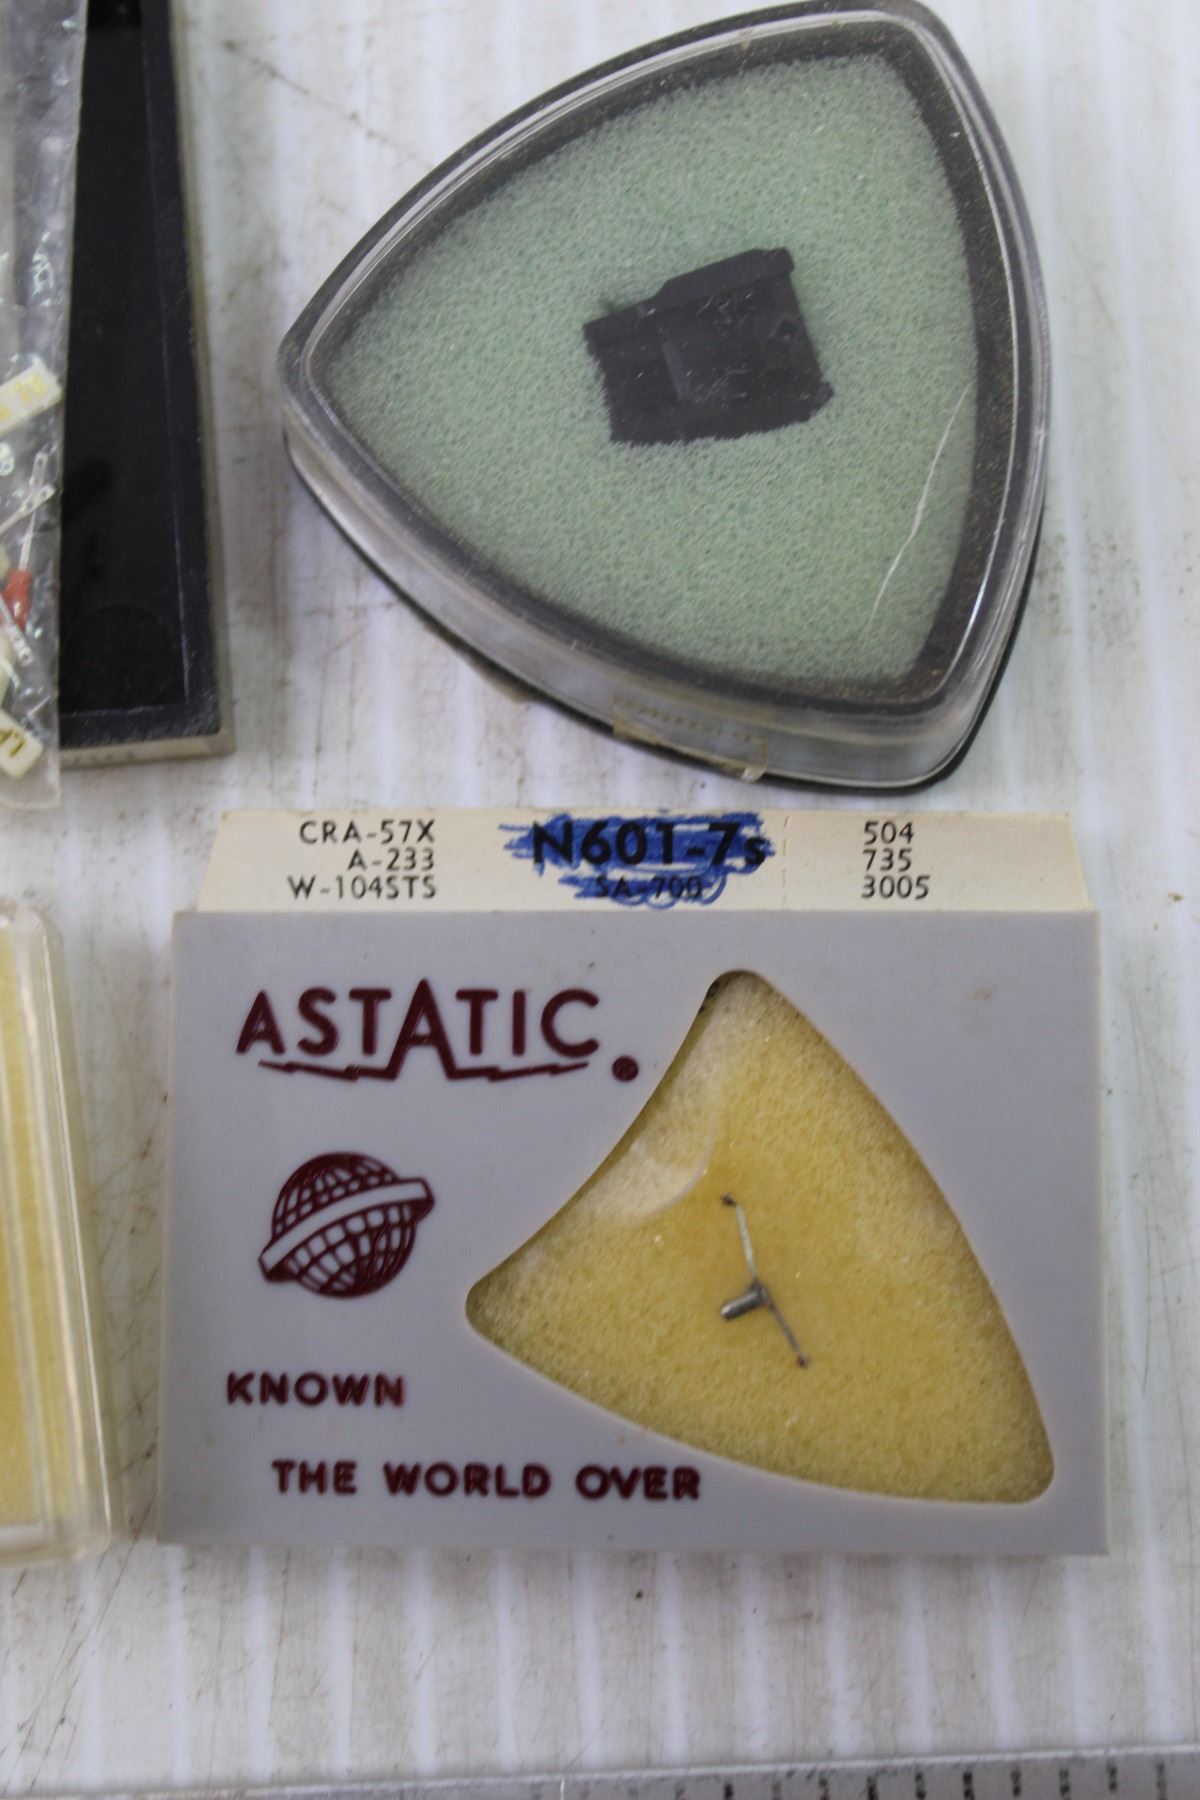 CRA-57X N601-7s 504
A-233 735
W-104STS SA-700 3005
ASTATIC
®
KNOWN
THE WORLD OVER